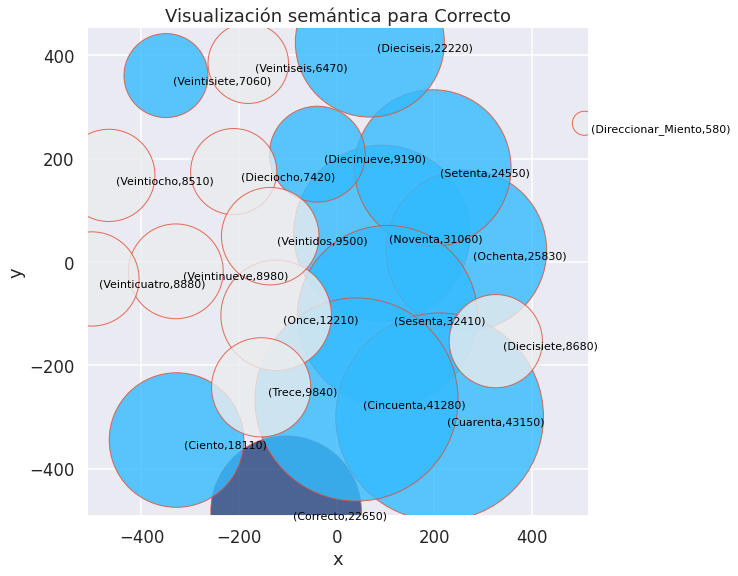 Visualización semántica para Correcto
400
200
0
−200
−400
y
(Dieciseis,22220)
(Veintiseis,6470)
(Veintisiete,7060)
(Direccionar_Miento,580)
(Diecinueve,9190)
(Setenta,24550)
(Dieciocho,7420)
(Veintiocho,8510)
(Veintidos,9500)
(Noventa,31060)
(Ochenta,25830)
(Veintinueve,8980)
(Veinticuatro,8880)
(Once,12210)
(Sesenta,32410)
(Diecisiete,8680)
(Trece,9840)
(Cincuenta,41280)
(Cuarenta,43150)
(Ciento,18110)
(Correcto,22650)
−400
−200
0
200
400
x